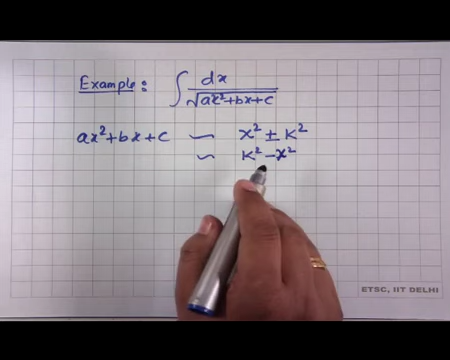 Example: ∫ dx / √(ax²+bx+c)
ax²+bx+c ∽ x² ± k²
∽ k² - x²
ETSC, IIT DELHI